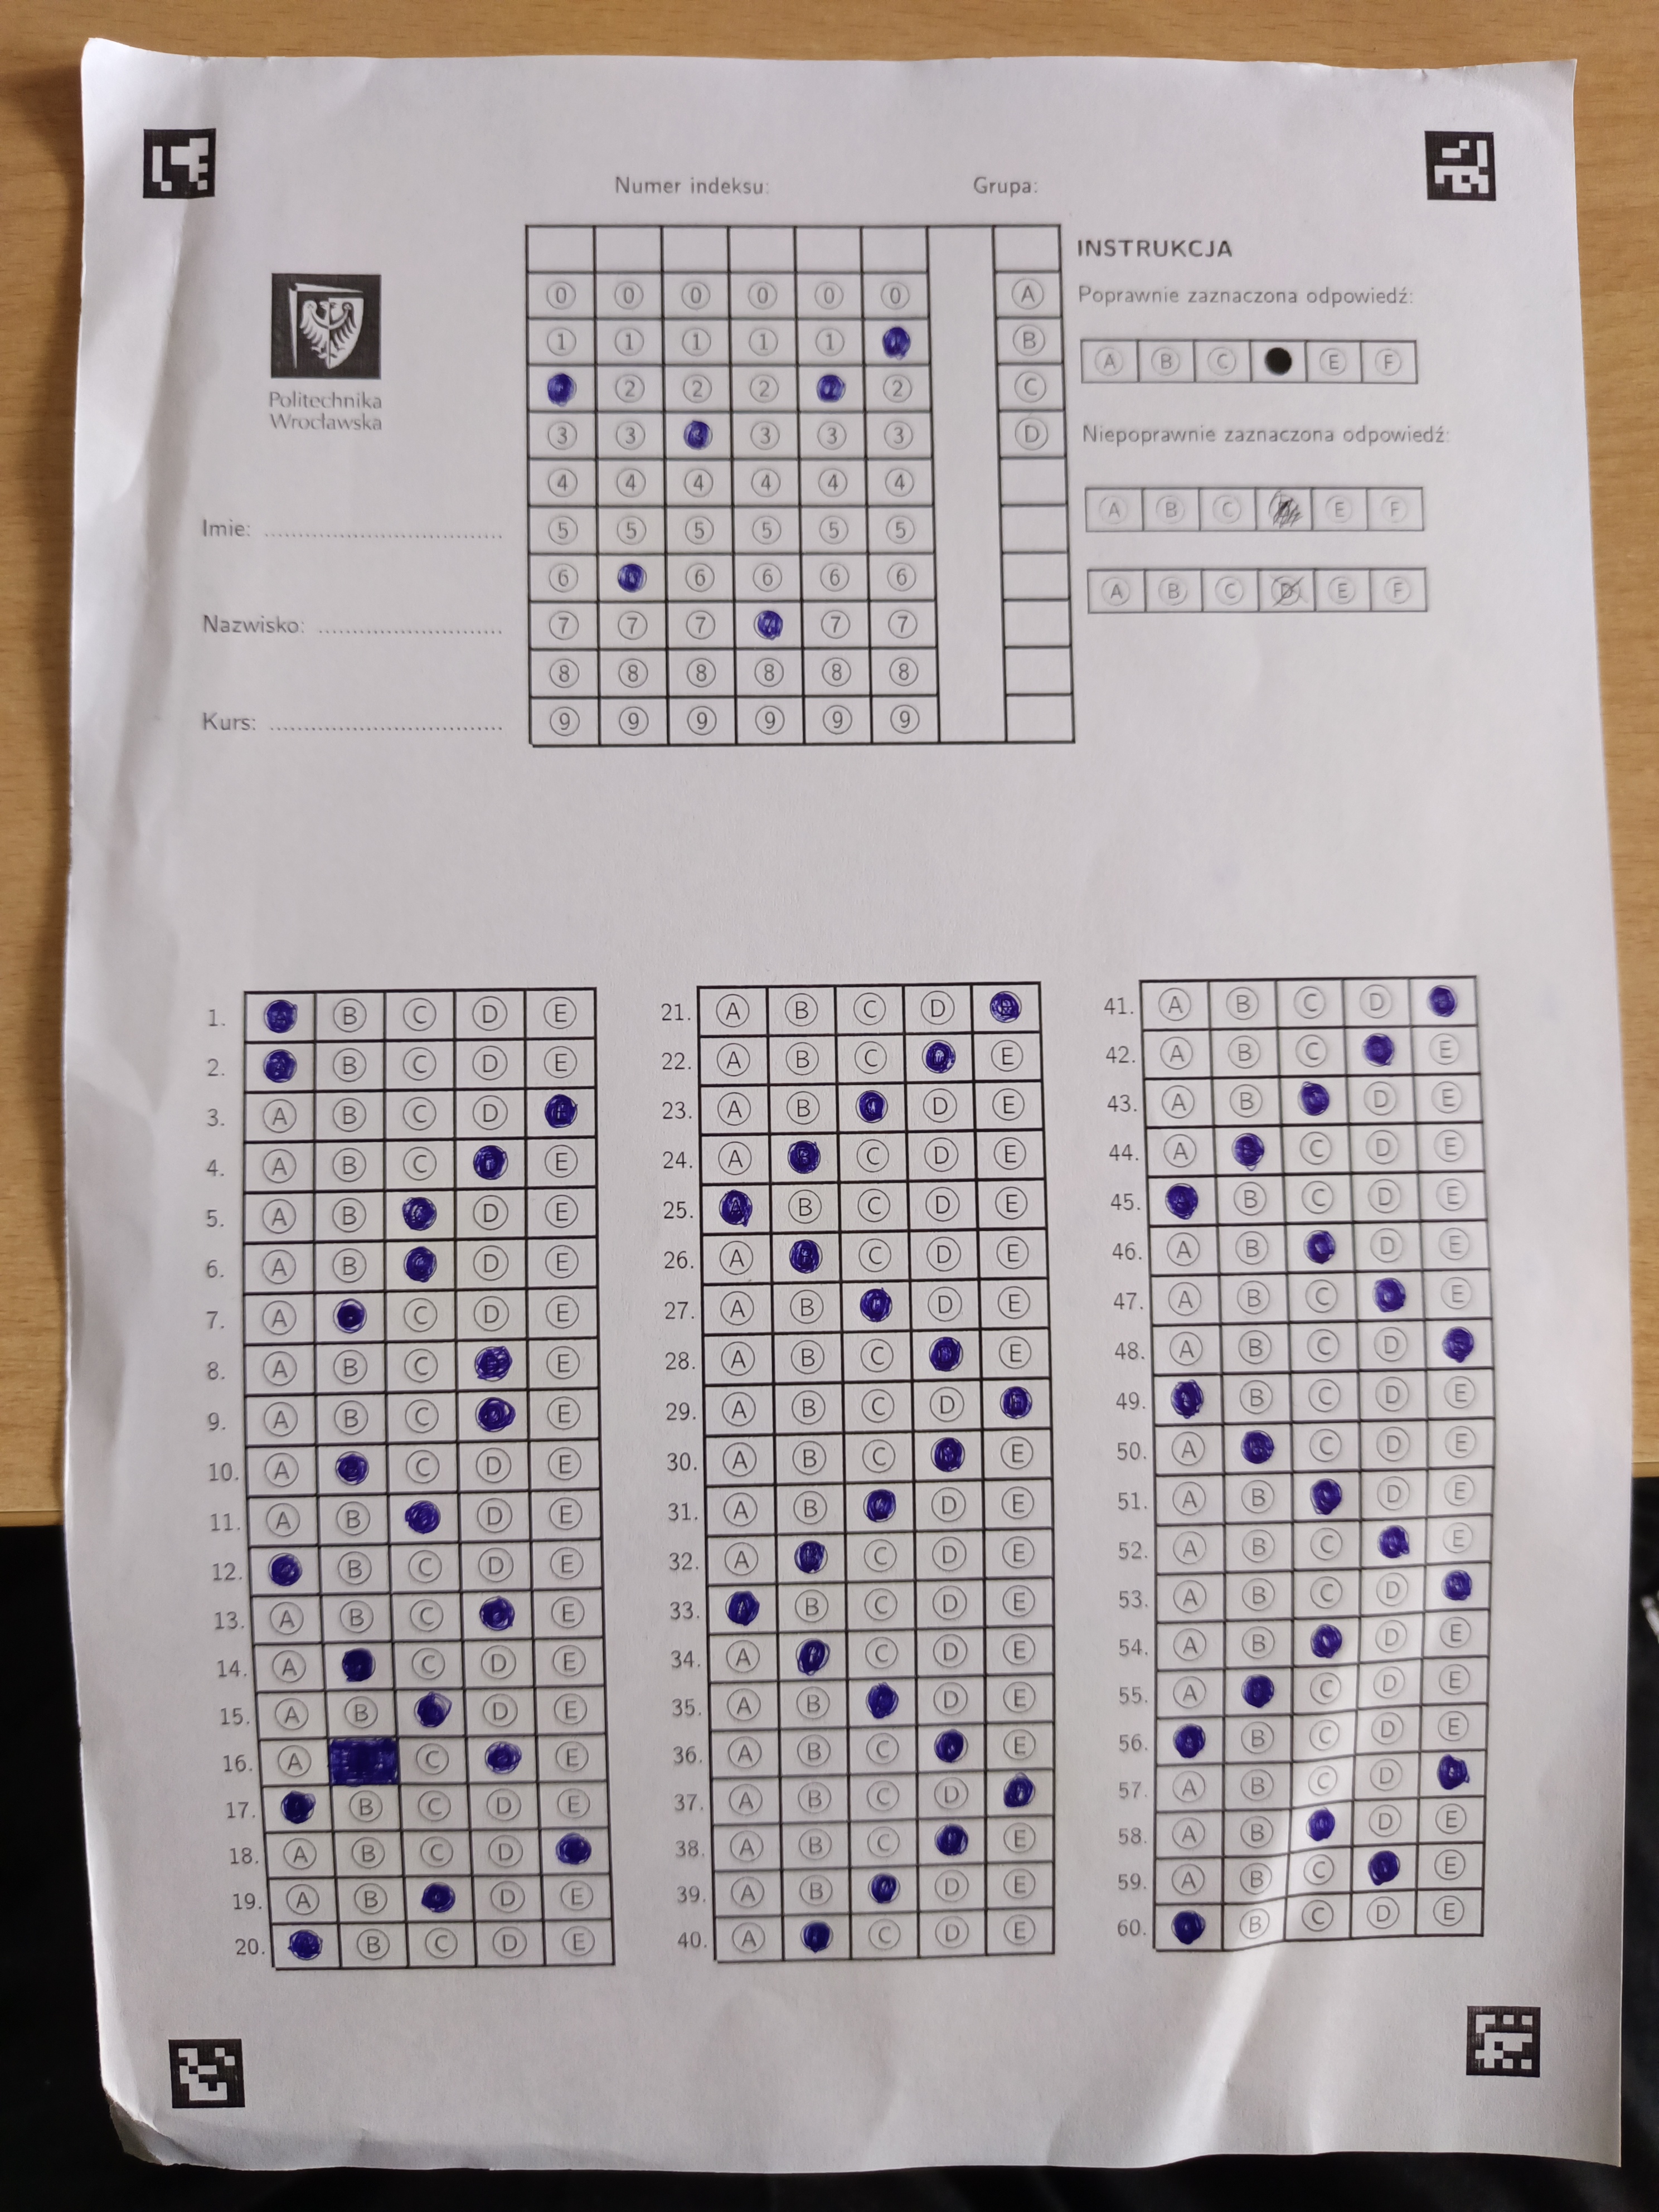 Numer indeksu: Grupa:
INSTRUKCJA
0 0 0 0 0 0 A
Poprawnie zaznaczona odpowiedź:
1 1 1 1 1 B
A B C E F
2 2 2 2 C
Politechnika
Wrocławska
3 3 3 3 3 D
Niepoprawnie zaznaczona odpowiedź:
4 4 4 4 4 4
A B C E F
Imie: ..................................
5 5 5 5 5 5
6 6 6 6 6
A B C D E F
Nazwisko: ...........................
7 7 7 7 7
8 8 8 8 8 8
Kurs: ..................................
9 9 9 9 9 9
1. B C D E
2. B C D E
3. A B C D
4. A B C E
5. A B D E
6. A B D E
7. A C D E
8. A B C E
9. A B C E
10. A C D E
11. A B D E
12. B C D E
13. A B C E
14. A C D E
15. A B D E
16. A C E
17. B C D E
18. A B C D
19. A B D E
20. B C D E
21. A B C D
22. A B C E
23. A B D E
24. A C D E
25. A B C D E
26. A C D E
27. A B D E
28. A B C E
29. A B C D
30. A B C E
31. A B D E
32. A C D E
33. A B C D E
34. A C D E
35. A B D E
36. A B C E
37. A B C D
38. A B C E
39. A B D E
40. A C D E
41. A B C D
42. A B C E
43. A B D E
44. A C D E
45. B C D E
46. A B D E
47. A B C E
48. A B C D
49. B C D E
50. A C D E
51. A B D E
52. A B C E
53. A B C D
54. A B D E
55. A C D E
56. B C D E
57. A B C D
58. A B D E
59. A B C E
60. B C D E